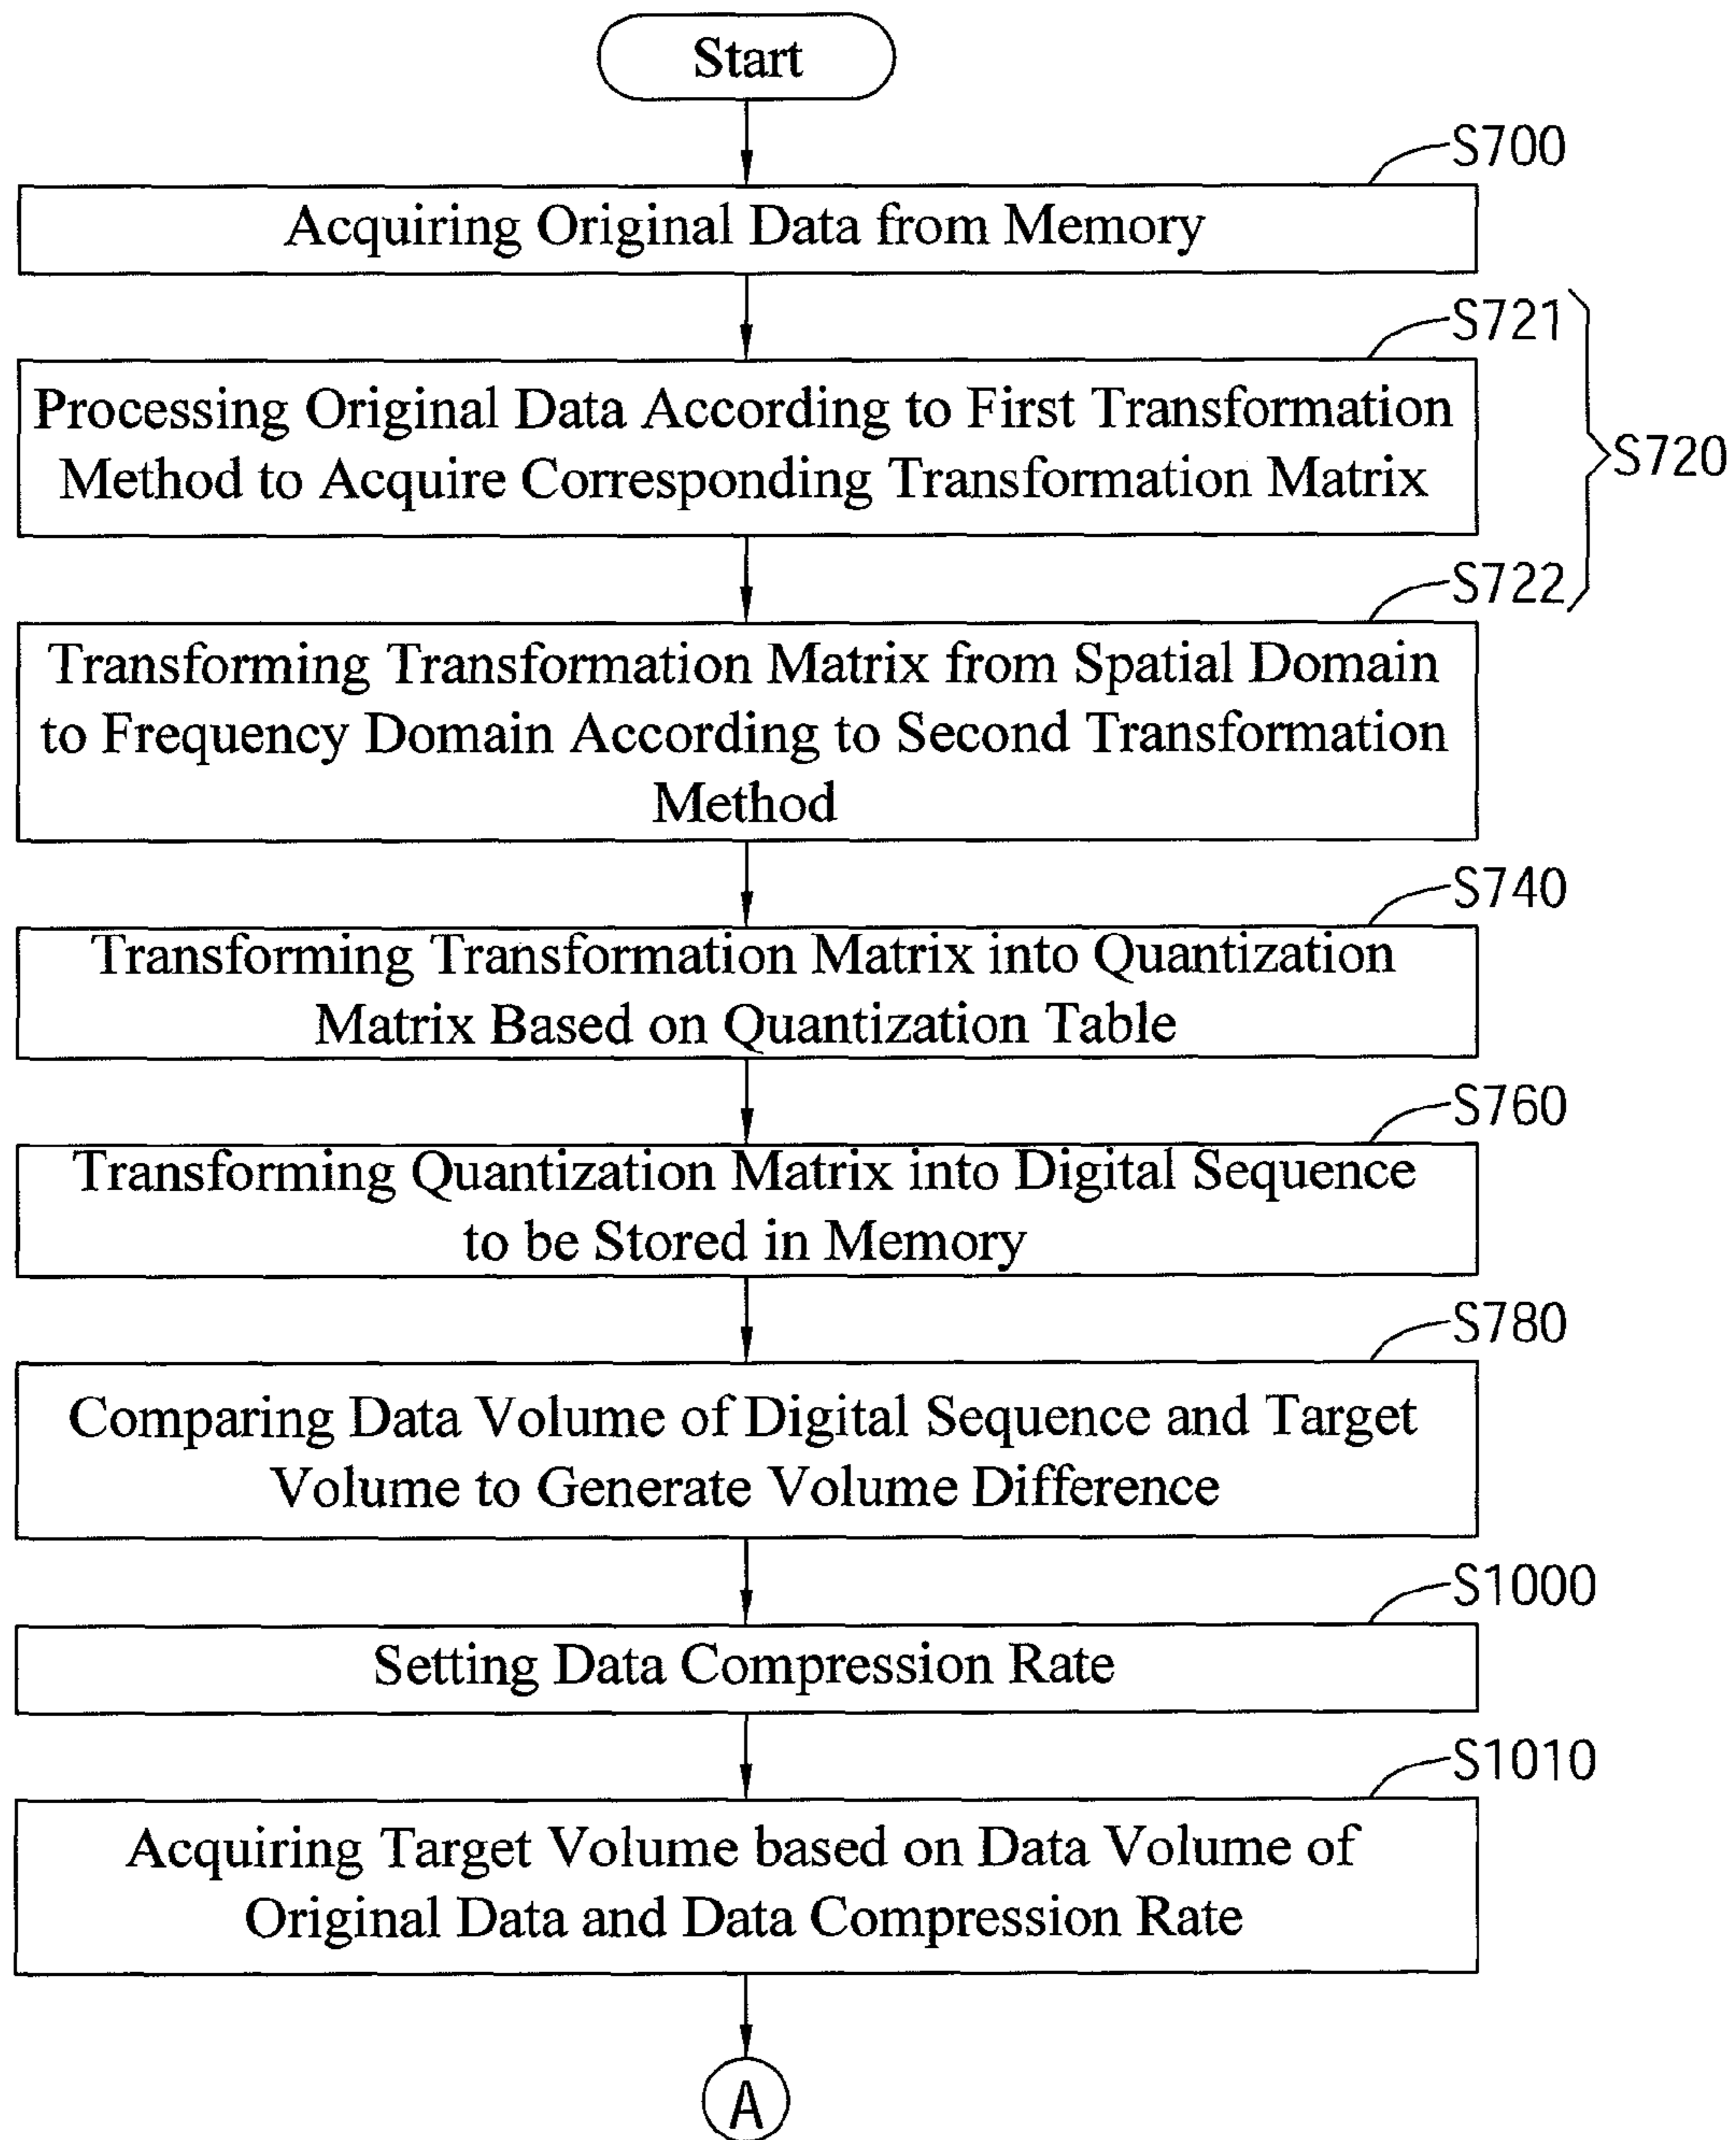 Start
S700
Acquiring Original Data from Memory
S721
Processing Original Data According to First Transformation
Method to Acquire Corresponding Transformation Matrix
S720
S722
Transforming Transformation Matrix from Spatial Domain
to Frequency Domain According to Second Transformation
Method
S740
Transforming Transformation Matrix into Quantization
Matrix Based on Quantization Table
S760
Transforming Quantization Matrix into Digital Sequence
to be Stored in Memory
S780
Comparing Data Volume of Digital Sequence and Target
Volume to Generate Volume Difference
S1000
Setting Data Compression Rate
S1010
Acquiring Target Volume based on Data Volume of
Original Data and Data Compression Rate
A